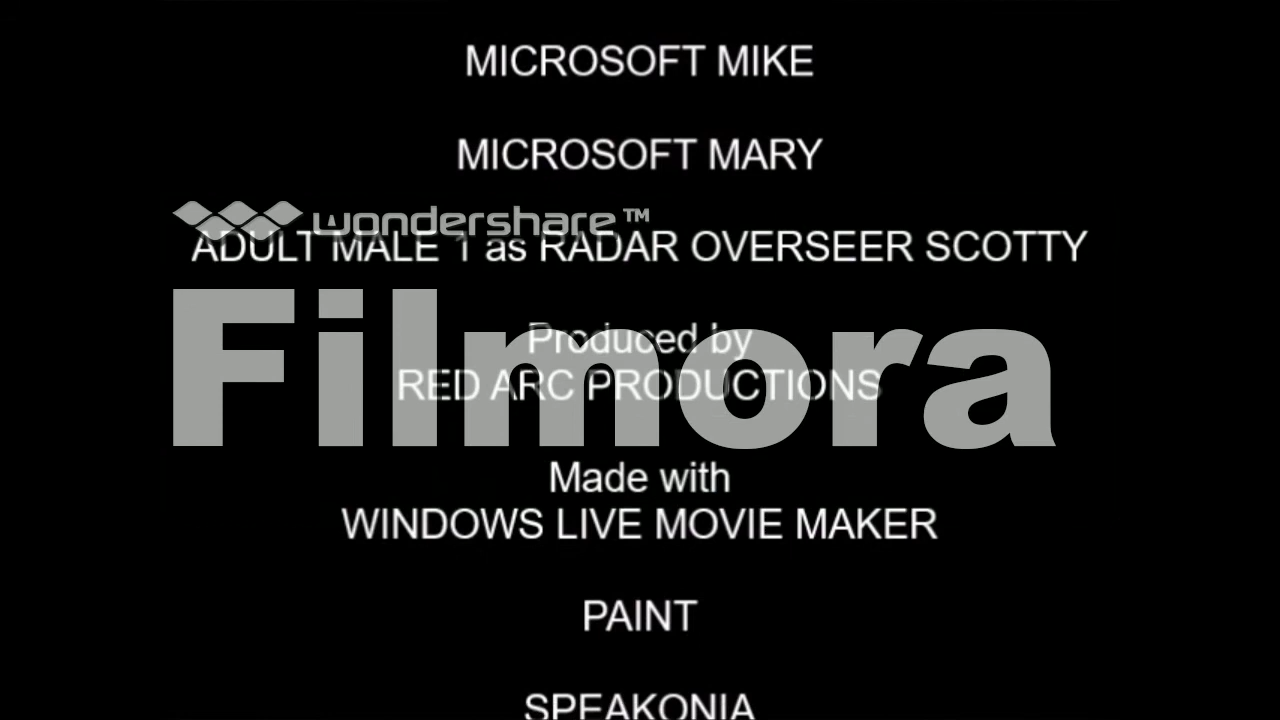 MICROSOFT MIKE
MICROSOFT MARY
wondershare™
ADULT MALE 1 as RADAR OVERSEER SCOTTY
Filmora
Produced by
RED ARC PRODUCTIONS
Made with
WINDOWS LIVE MOVIE MAKER
PAINT
SPEAKONIA